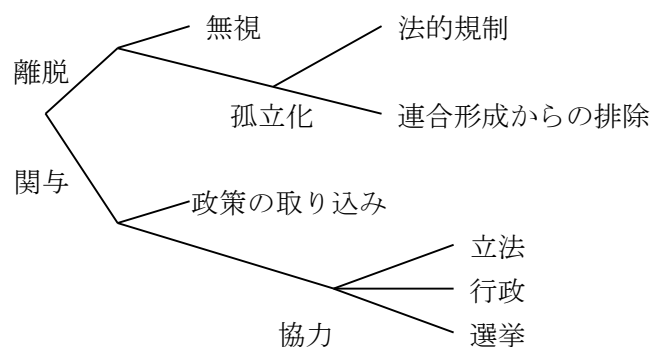 無視
法的規制
離脱
孤立化
連合形成からの排除
関与
政策の取り込み
立法
行政
協力
選挙